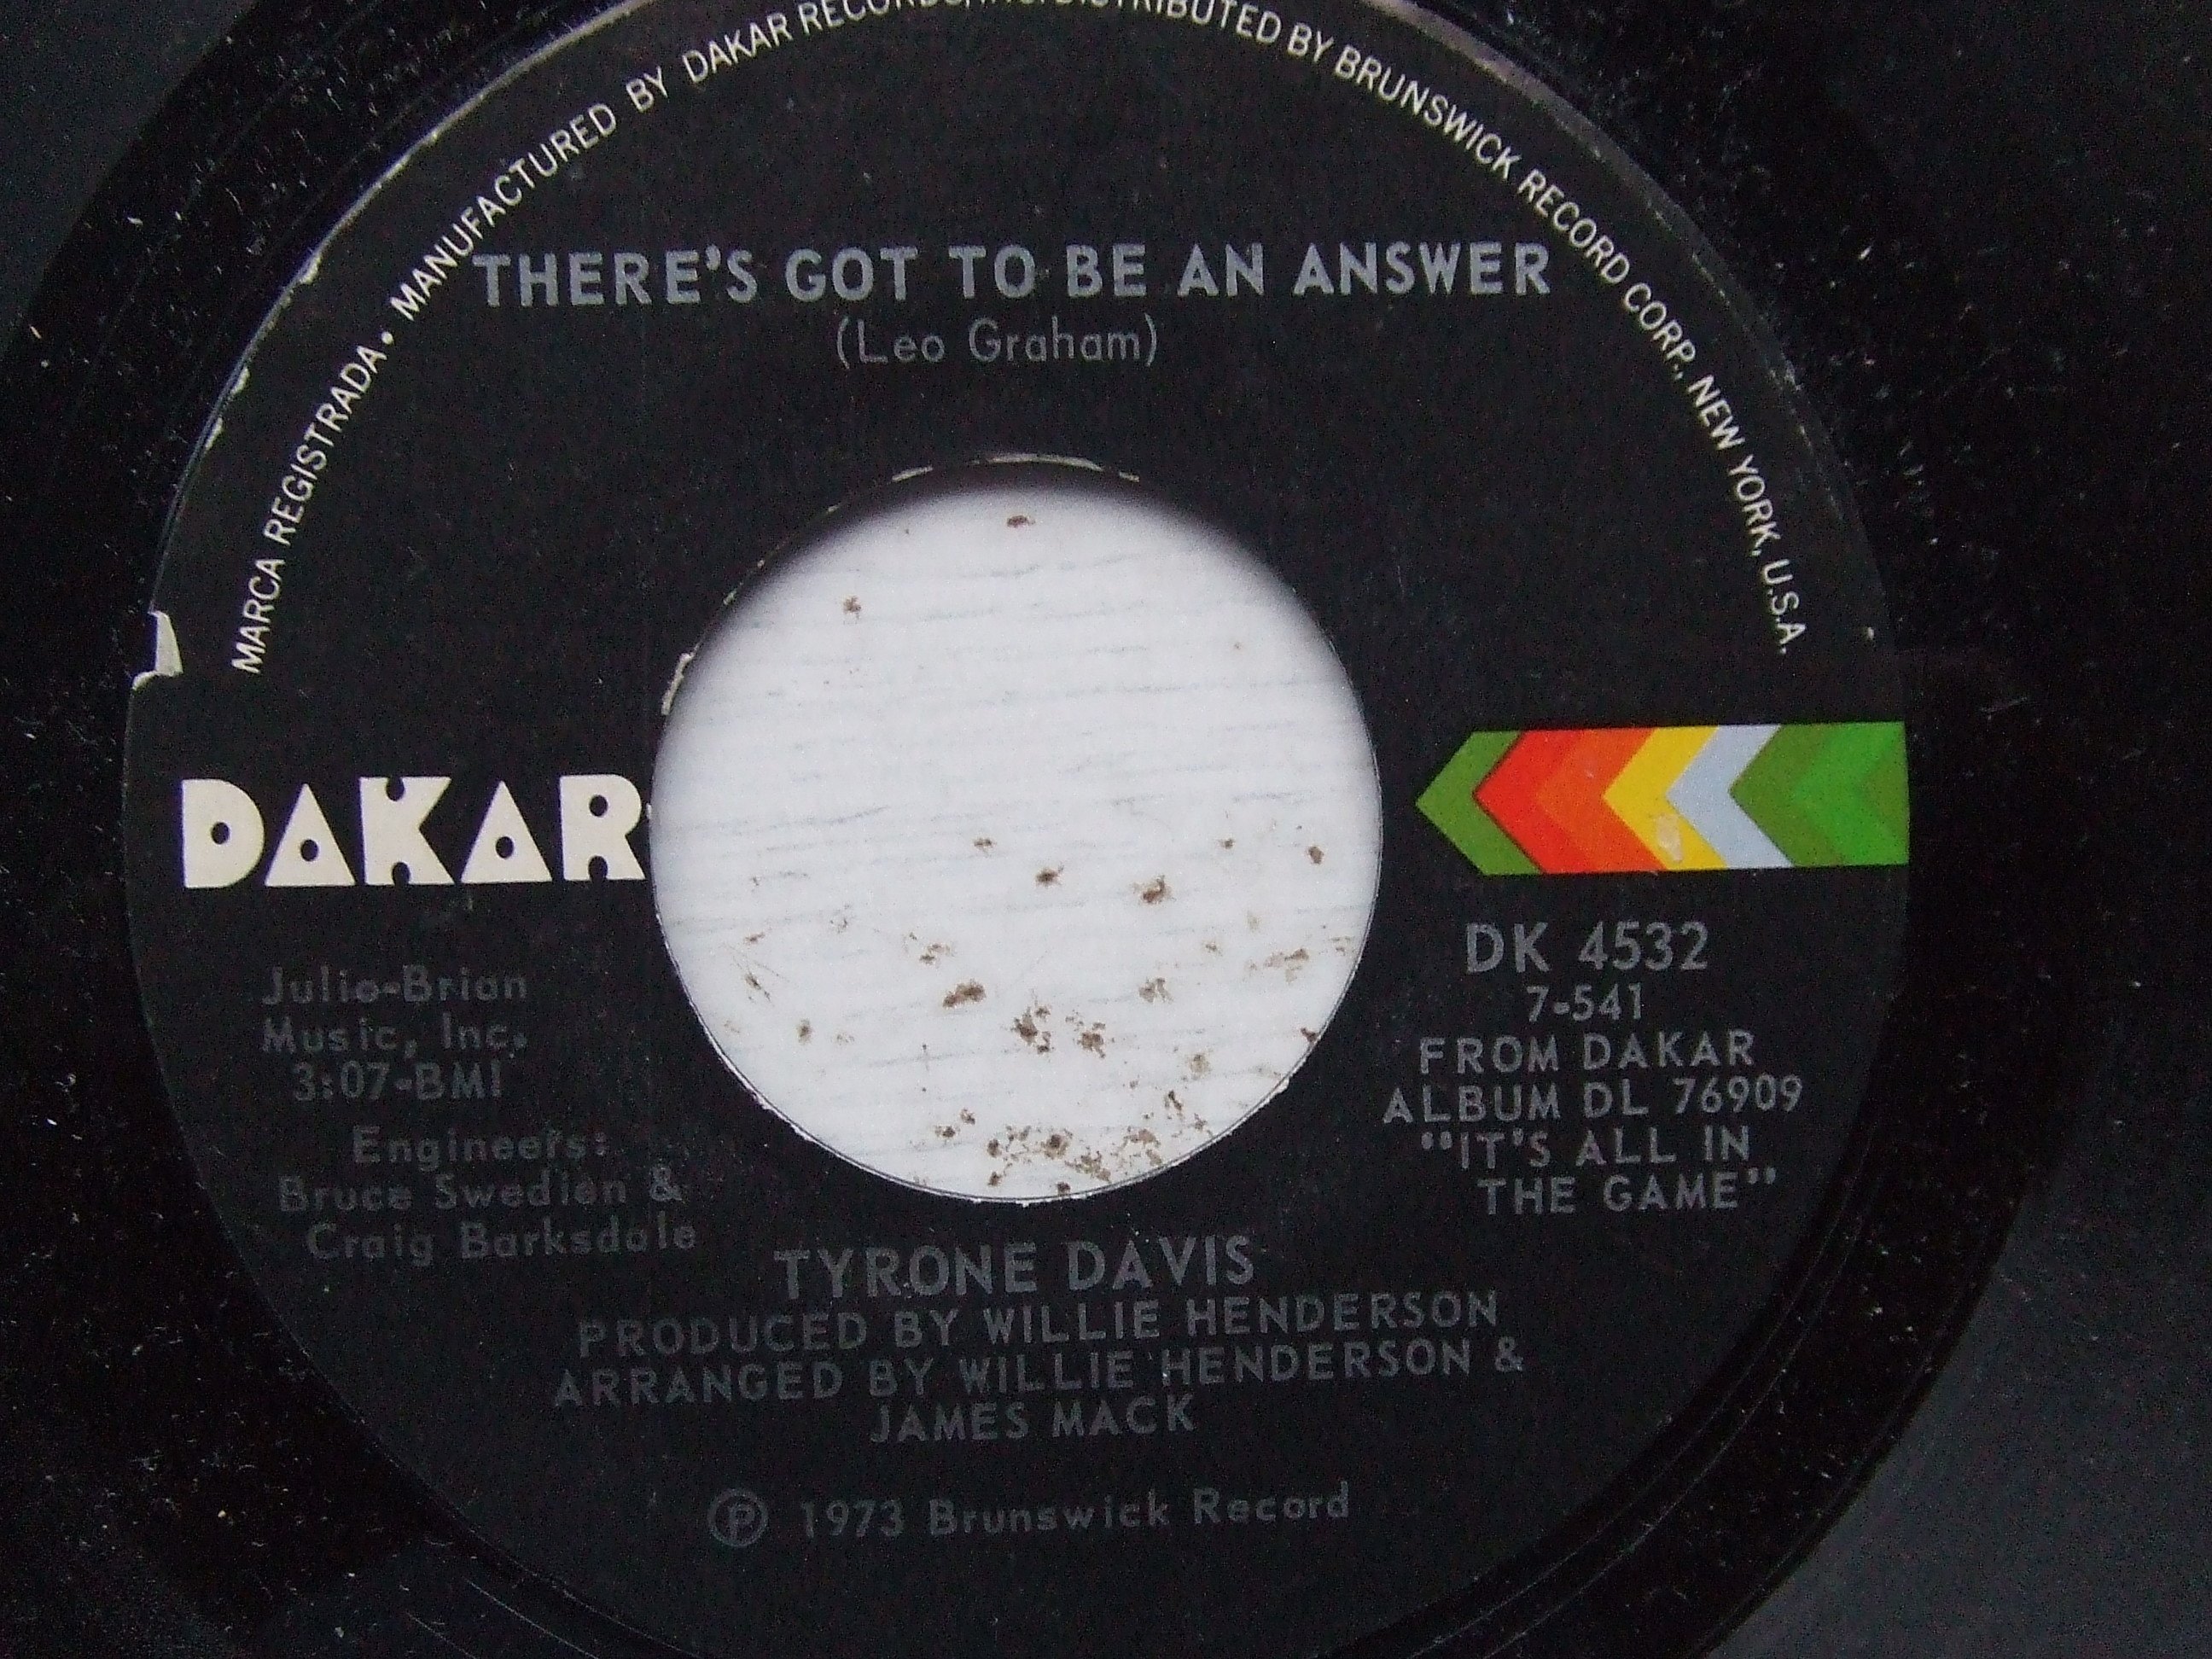 MARCA REGISTRADA. MANUFACTURED BY DAKAR RECORDS, INC. DISTRIBUTED BY BRUNSWICK RECORD CORP., NEW YORK, U.S.A.
THERE'S GOT TO BE AN ANSWER
(Leo Graham)
DAKAR
Julio-Brian
Music, Inc.
3:07-BMI
Engineers:
Bruce Swedien &
Craig Barksdale
DK 4532
7-541
FROM DAKAR
ALBUM DL 76909
"IT'S ALL IN
THE GAME"
TYRONE DAVIS
PRODUCED BY WILLIE HENDERSON
ARRANGED BY WILLIE HENDERSON &
JAMES MACK
Ⓟ 1973 Brunswick Record